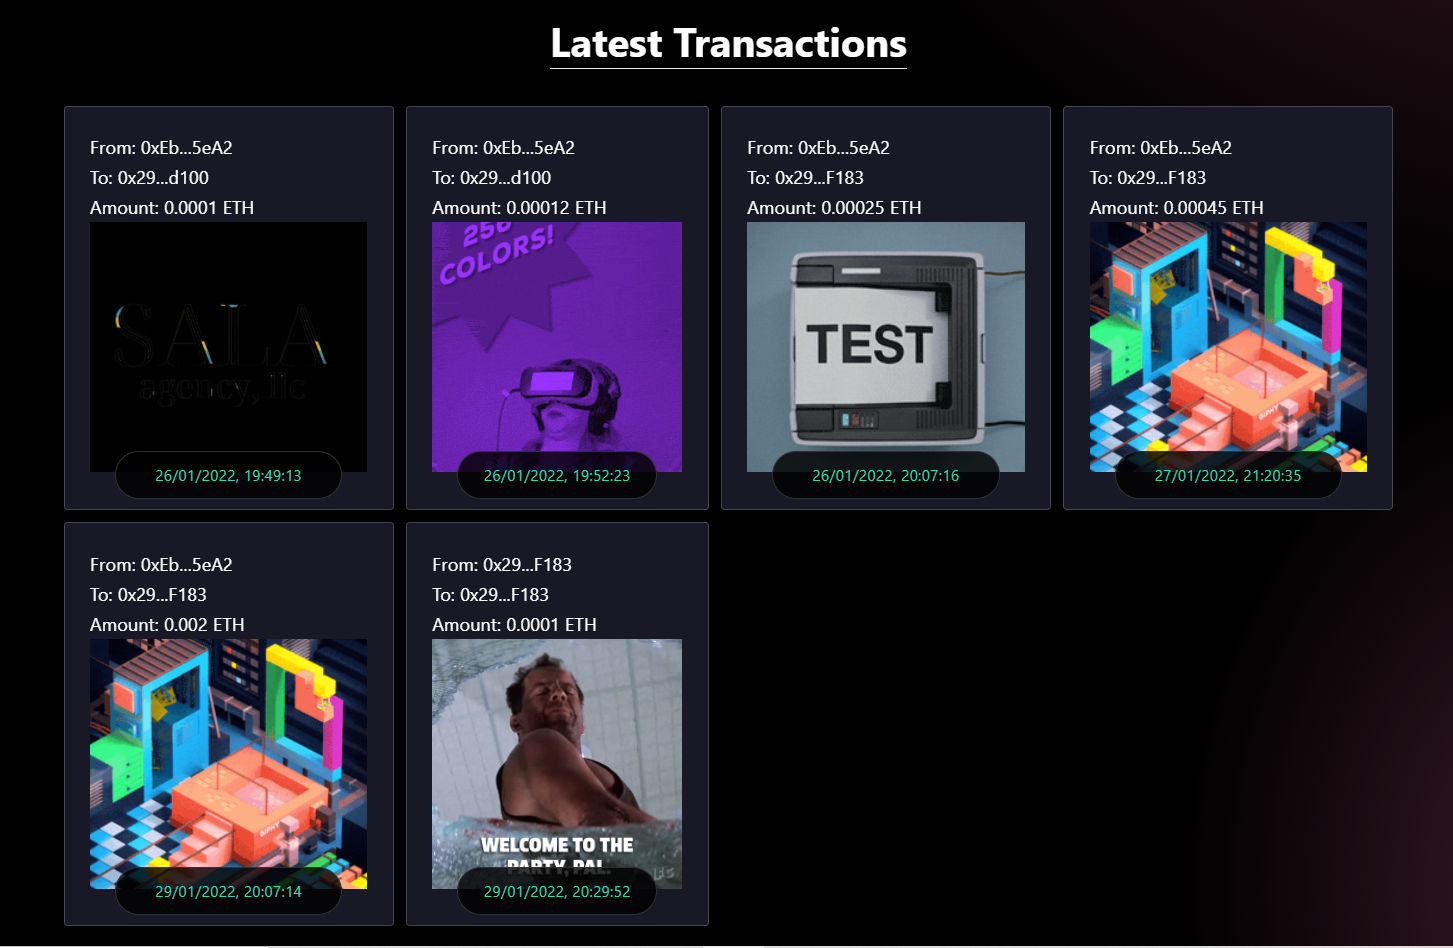 Latest Transactions
From: 0xEb...5eA2
To: 0x29...d100
Amount: 0.0001 ETH
SALA
agency, llc
26/01/2022, 19:49:13
From: 0xEb...5eA2
To: 0x29...d100
Amount: 0.00012 ETH
256
COLORS!
26/01/2022, 19:52:23
From: 0xEb...5eA2
To: 0x29...F183
Amount: 0.00025 ETH
TEST
26/01/2022, 20:07:16
From: 0xEb...5eA2
To: 0x29...F183
Amount: 0.00045 ETH
GIPHY
27/01/2022, 21:20:35
From: 0xEb...5eA2
To: 0x29...F183
Amount: 0.002 ETH
GIPHY
29/01/2022, 20:07:14
From: 0x29...F183
To: 0x29...F183
Amount: 0.0001 ETH
WELCOME TO THE
PARTY, PAL.
29/01/2022, 20:29:52